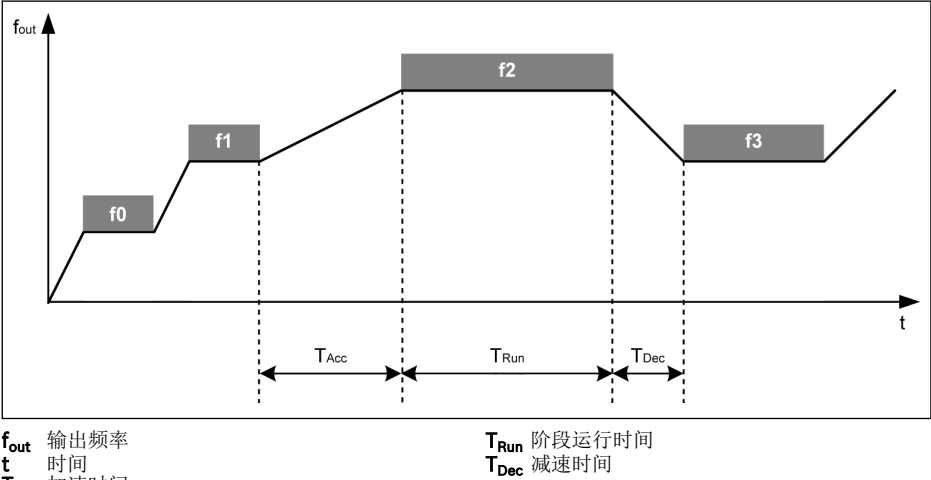 fout
f2
f1
f3
f0
t
TAcc
TRun
TDec
fout 输出频率
t 时间
TRun 阶段运行时间
TDec 减速时间